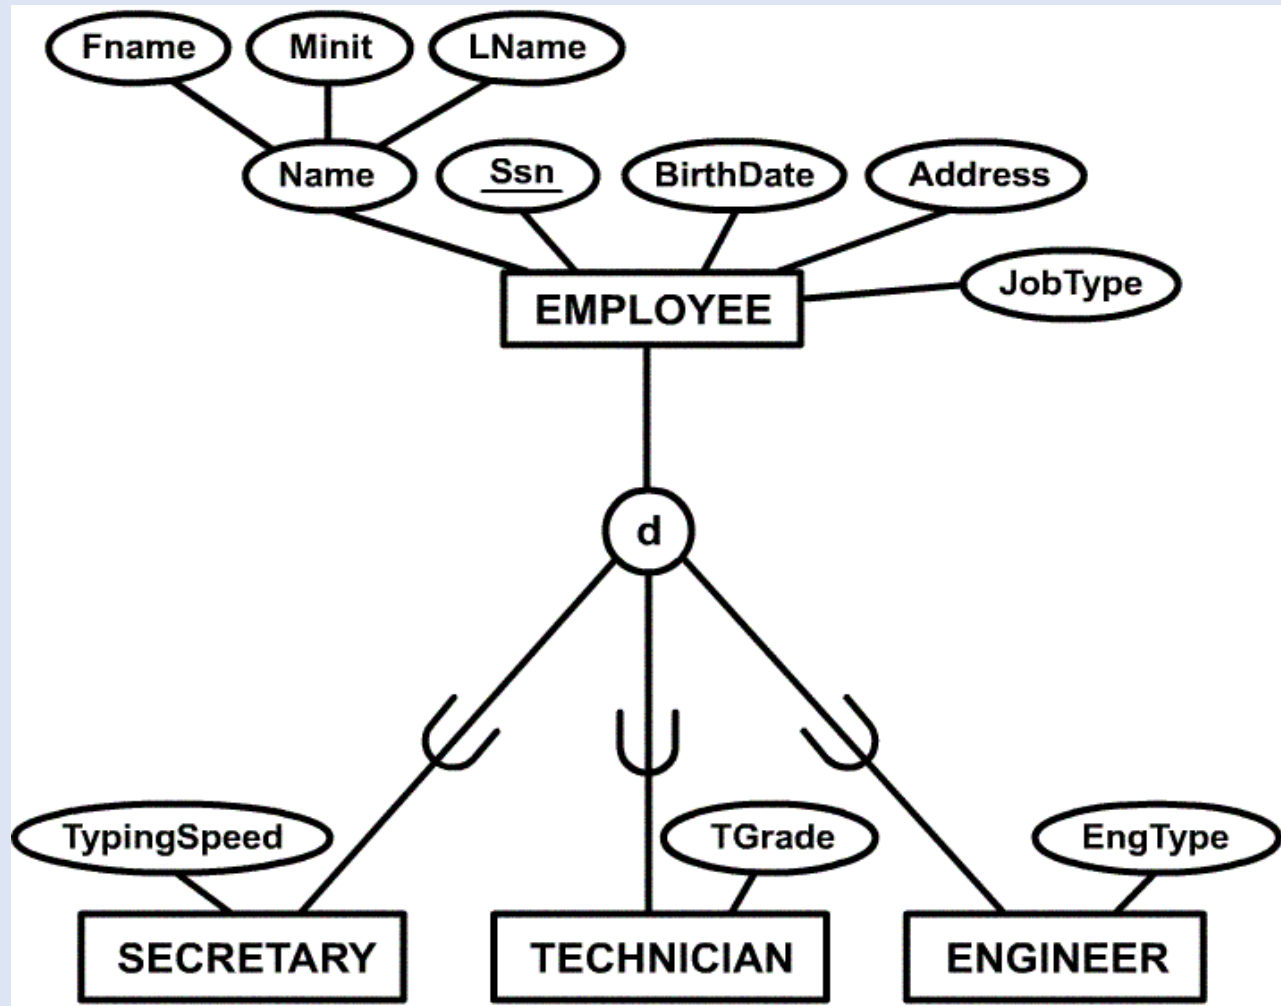 Fname
Minit
LName
Name
Ssn
BirthDate
Address
JobType
EMPLOYEE
d
TypingSpeed
TGrade
EngType
SECRETARY
TECHNICIAN
ENGINEER